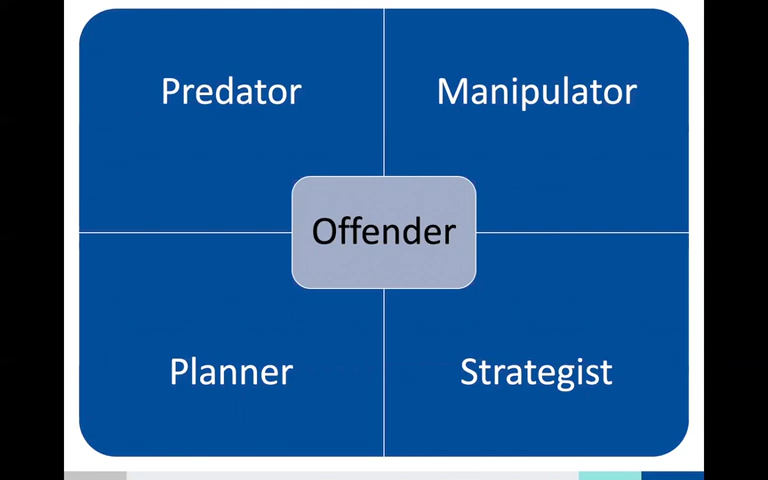 Predator
Manipulator
Offender
Planner
Strategist